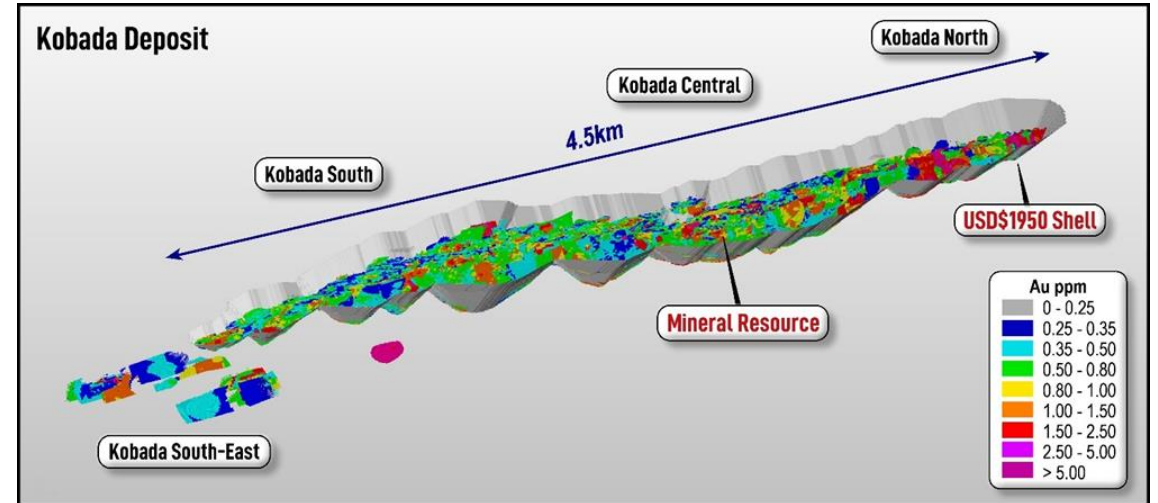 Kobada Deposit
Kobada North
Kobada Central
4.5km
Kobada South
USD$1950 Shell
Mineral Resource
Kobada South-East
Au ppm
0 - 0.25
0.25 - 0.35
0.35 - 0.50
0.50 - 0.80
0.80 - 1.00
1.00 - 1.50
1.50 - 2.50
2.50 - 5.00
> 5.00